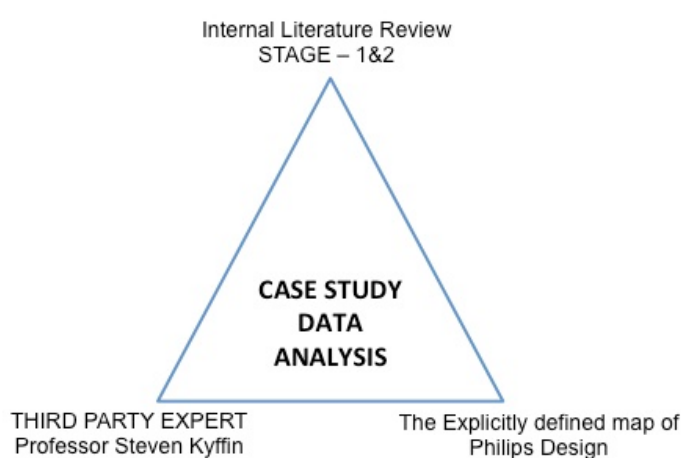 Internal Literature Review
STAGE – 1&2
CASE STUDY
DATA
ANALYSIS
THIRD PARTY EXPERT
Professor Steven Kyffin
The Explicitly defined map of
Philips Design